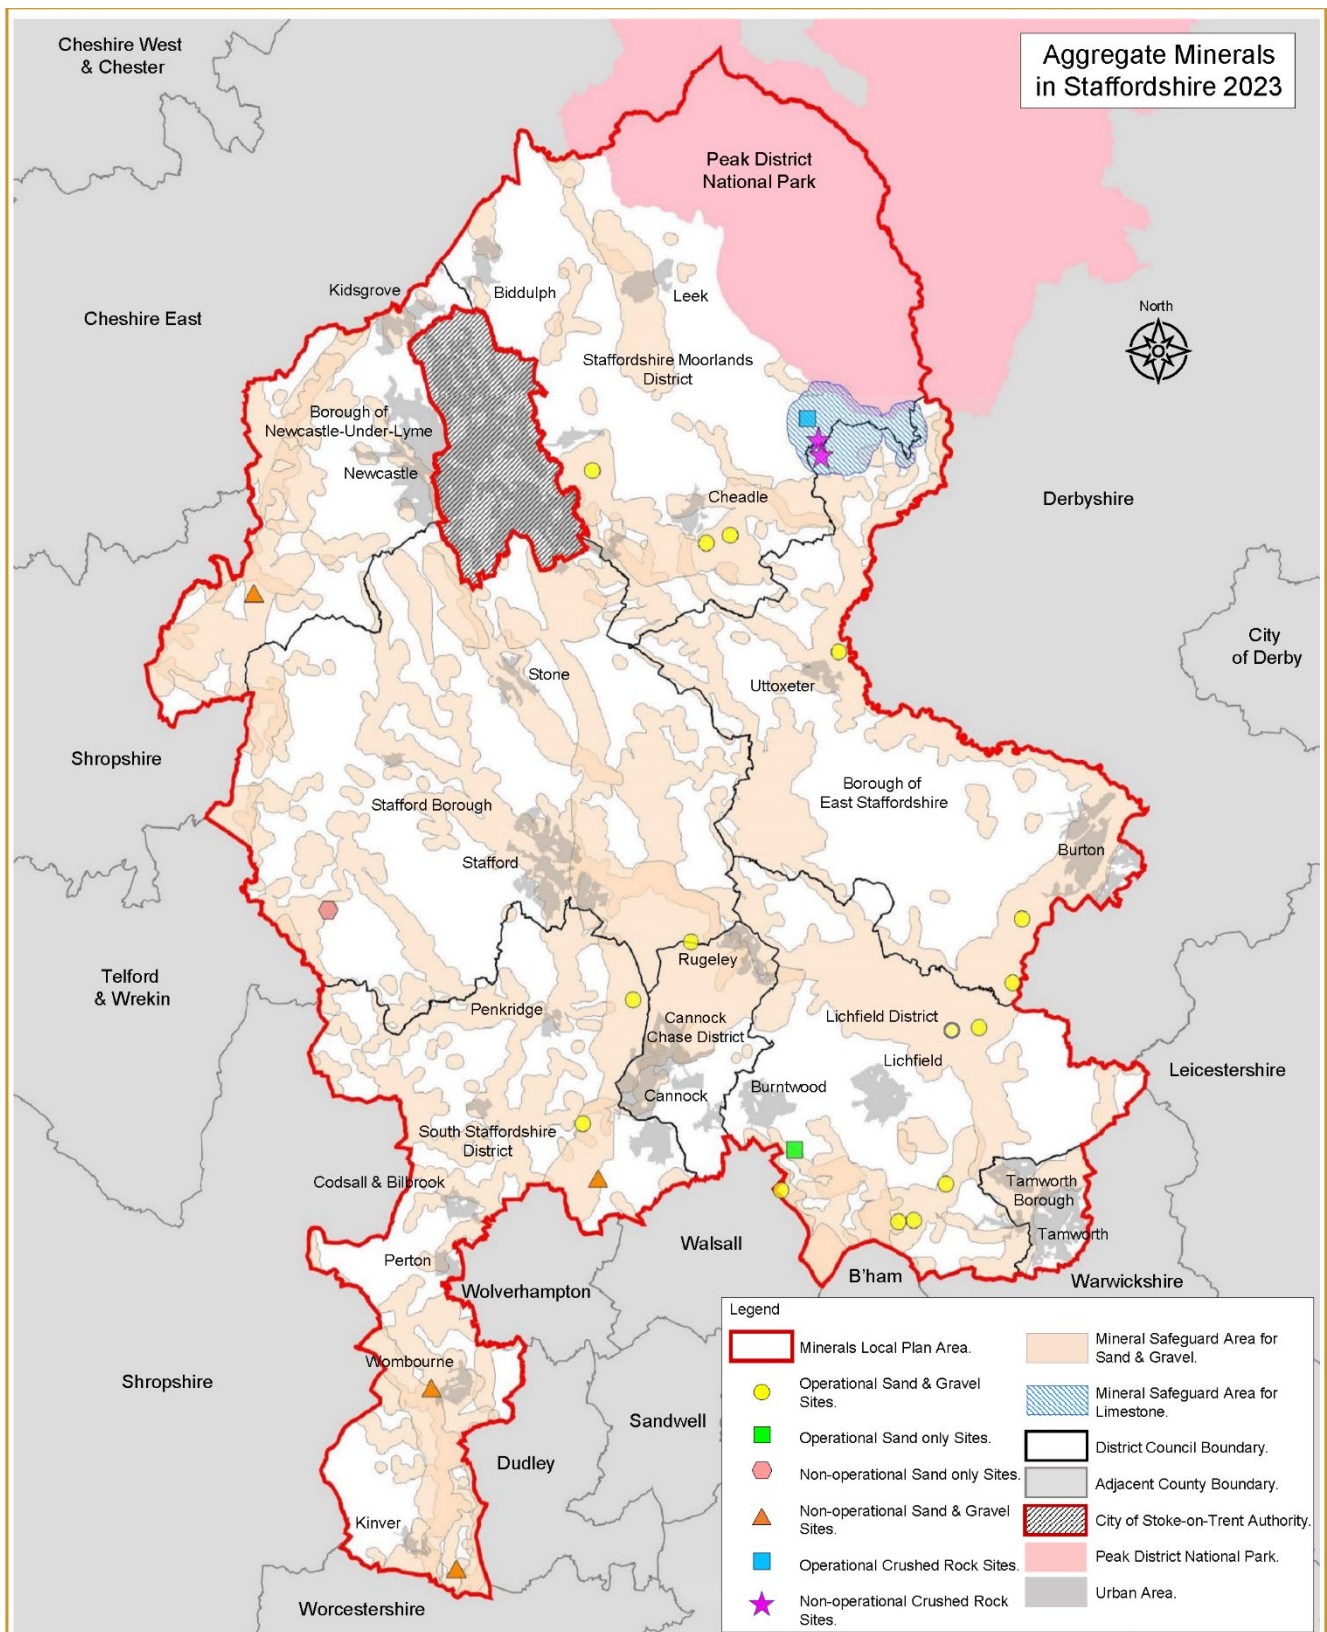 Aggregate Minerals
in Staffordshire 2023
Cheshire West
& Chester
Peak District
National Park
Kidsgrove
Biddulph
Leek
North
Cheshire East
Staffordshire Moorlands
District
Borough of
Newcastle-Under-Lyme
Newcastle
Cheadle
Derbyshire
City
of Derby
Stone
Uttoxeter
Shropshire
Stafford Borough
Borough of
East Staffordshire
Burton
Stafford
Rugeley
Telford
& Wrekin
Penkridge
Cannock
Chase District
Lichfield District
Lichfield
Leicestershire
Burntwood
Cannock
South Staffordshire
District
Codsall & Bilbrook
Tamworth
Borough
Tamworth
Perton
Walsall
B'ham
Warwickshire
Wolverhampton
Wombourne
Shropshire
Sandwell
Dudley
Kinver
Worcestershire
Legend
Minerals Local Plan Area.
Operational Sand & Gravel
Sites.
Operational Sand only Sites.
Non-operational Sand only Sites.
Non-operational Sand & Gravel
Sites.
Operational Crushed Rock Sites.
Non-operational Crushed Rock
Sites.
Mineral Safeguard Area for
Sand & Gravel.
Mineral Safeguard Area for
Limestone.
District Council Boundary.
Adjacent County Boundary.
City of Stoke-on-Trent Authority.
Peak District National Park.
Urban Area.